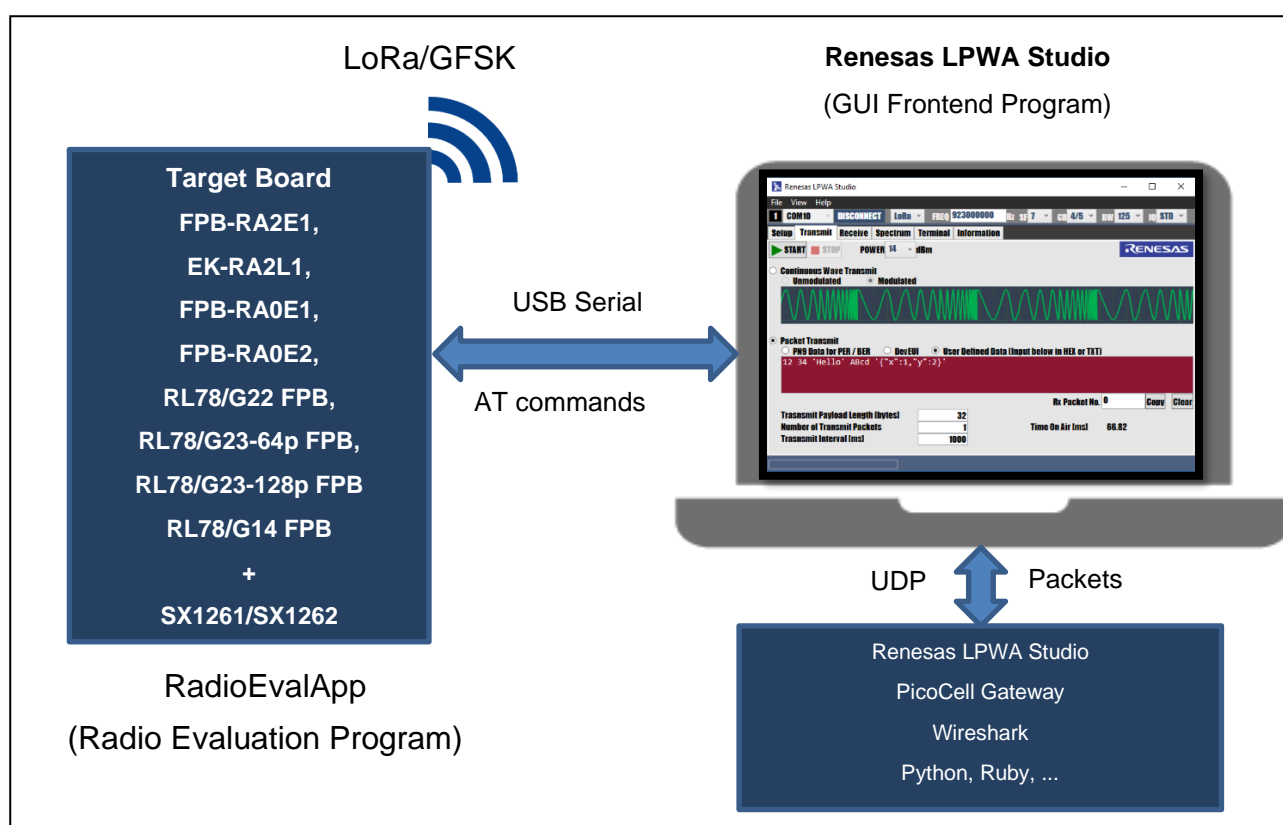 LoRa/GFSK
Renesas LPWA Studio
(GUI Frontend Program)
Target Board
FPB-RA2E1,
EK-RA2L1,
FPB-RA0E1,
FPB-RA0E2,
RL78/G22 FPB,
RL78/G23-64p FPB,
RL78/G23-128p FPB
RL78/G14 FPB
+
SX1261/SX1262
RadioEvalApp
(Radio Evaluation Program)
USB Serial
AT commands
Renesas LPWA Studio
File View Help
1 COM10 DISCONNECT LoRa FREQ 923000000 Hz SF 7 CR 4/5 BW 125 IQ STD
Setup Transmit Receive Spectrum Terminal Information
START STOP POWER 14 dBm RENESAS
Continuous Wave Transmit
Unmodulated Modulated
Packet Transmit
PN9 Data for PER / BER DevEUI User Defined Data (Input below in HEX or TXT)
12 34 'Hello' ABcd '{"x":1,"y":2}'
Rx Packet No. 0 Copy Clear
Trasnsmit Payload Length [bytes] 32
Number of Transmit Packets 1 Time On Air [ms] 66.82
Trasnsmit Interval [ms] 1000
UDP Packets
Renesas LPWA Studio
PicoCell Gateway
Wireshark
Python, Ruby, ...